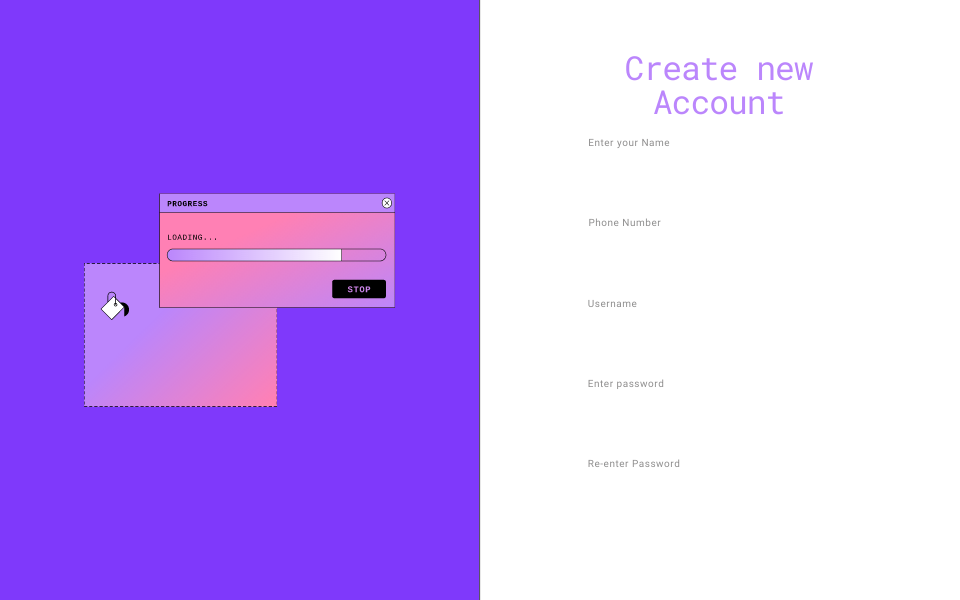 PROGRESS
LOADING...
STOP
Create new
Account
Enter your Name
Phone Number
Username
Enter password
Re-enter Password